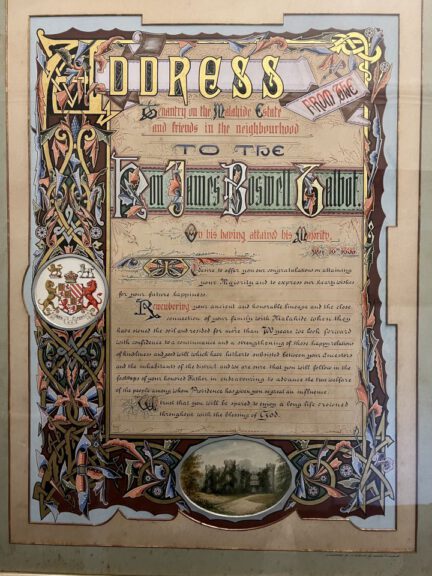 ADDRESS
FROM THE
Tenantry on the Malahide Estate
and friends in the neighbourhood
TO THE
Hon. James Boswell Talbot.
On his having attained his Majority.
We desire to offer you our congratulations on attaining
your Majority and to express our hearty wishes
for your future happiness.
Remembering your ancient and honorable lineage and the close
connection of your family with Malahide where they
have owned the soil and resided for more than 700 years we look forward
with confidence to a continuance and a strengthening of those happy relations
of kindliness and good will which have hitherto subsisted between your Ancestors
and the inhabitants of the district and we are sure that you will follow in the
footsteps of your honored Father in endeavoring to advance the true welfare
of the people among whom Providence has given you so great an influence.
We trust that you will be spared to enjoy a long life crowned
throughout with the blessing of God.